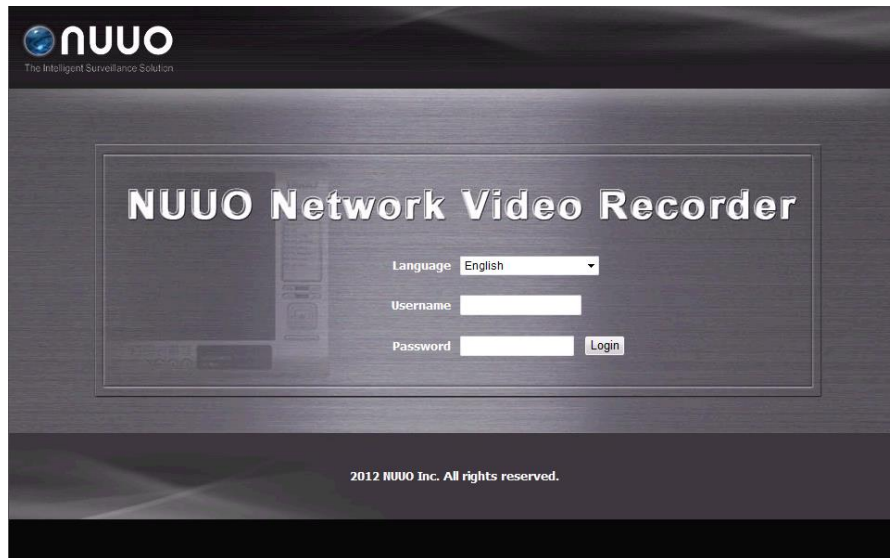 NUUO
The Intelligent Surveillance Solution
NUUO Network Video Recorder
Language English
Username
Password Login
2012 NUUO Inc. All rights reserved.